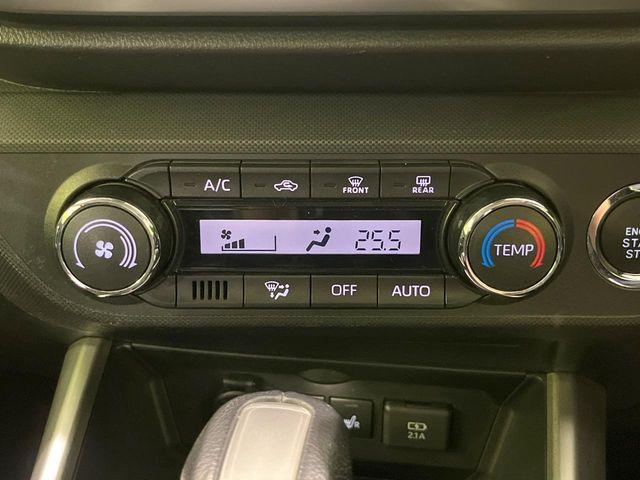 A/C
FRONT
REAR
25.5
TEMP
OFF
AUTO
R
2.1A